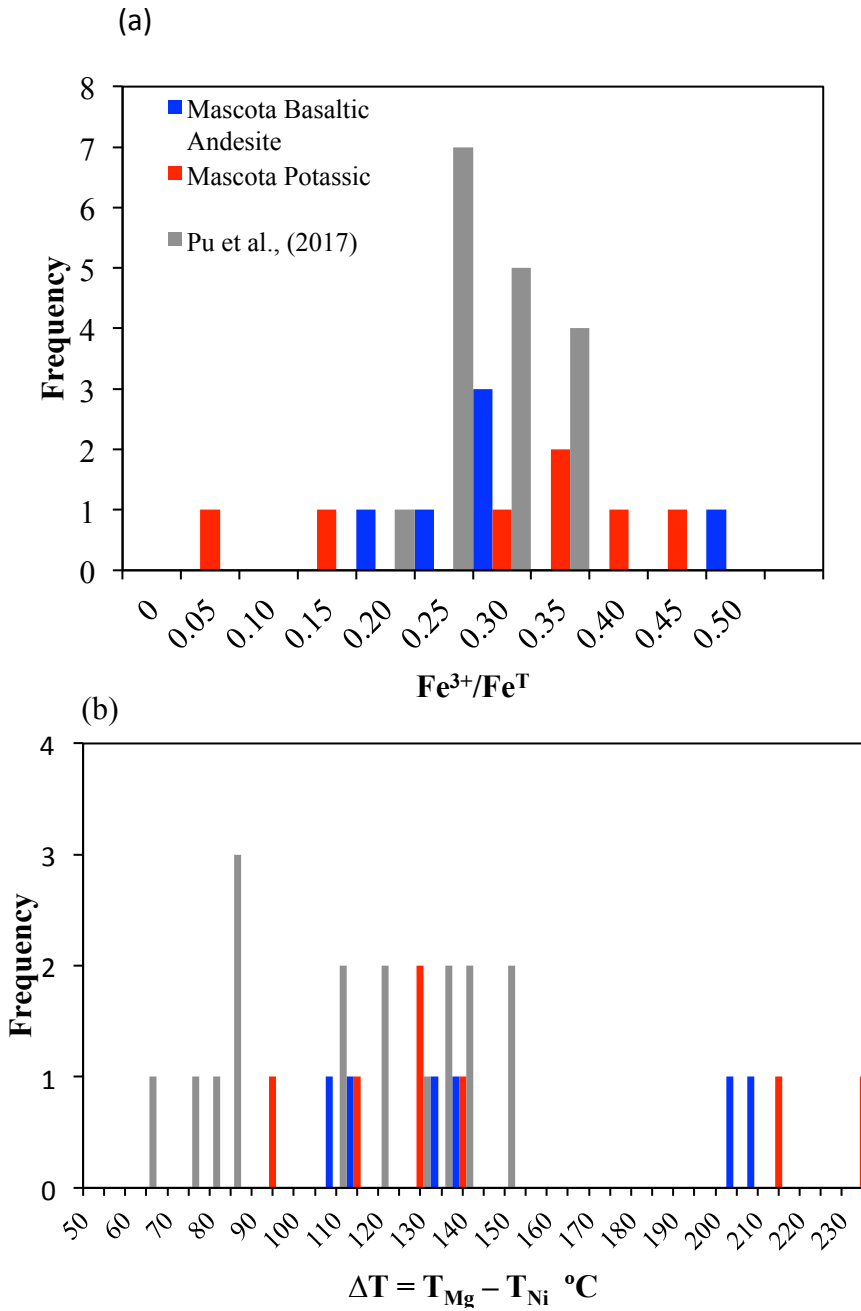 (a)
8
7
6
5
4
3
2
1
0
Frequency
Mascota Basaltic
Andesite
Mascota Potassic
Pu et al., (2017)
0 0.05 0.10 0.15 0.20 0.25 0.30 0.35 0.40 0.45 0.50
Fe³⁺/Feᵀ
(b)
4
3
2
1
0
Frequency
50 60 70 80 90 100 110 120 130 140 150 160 170 180 190 200 210 220 230
ΔT = T_Mg – T_Ni ºC